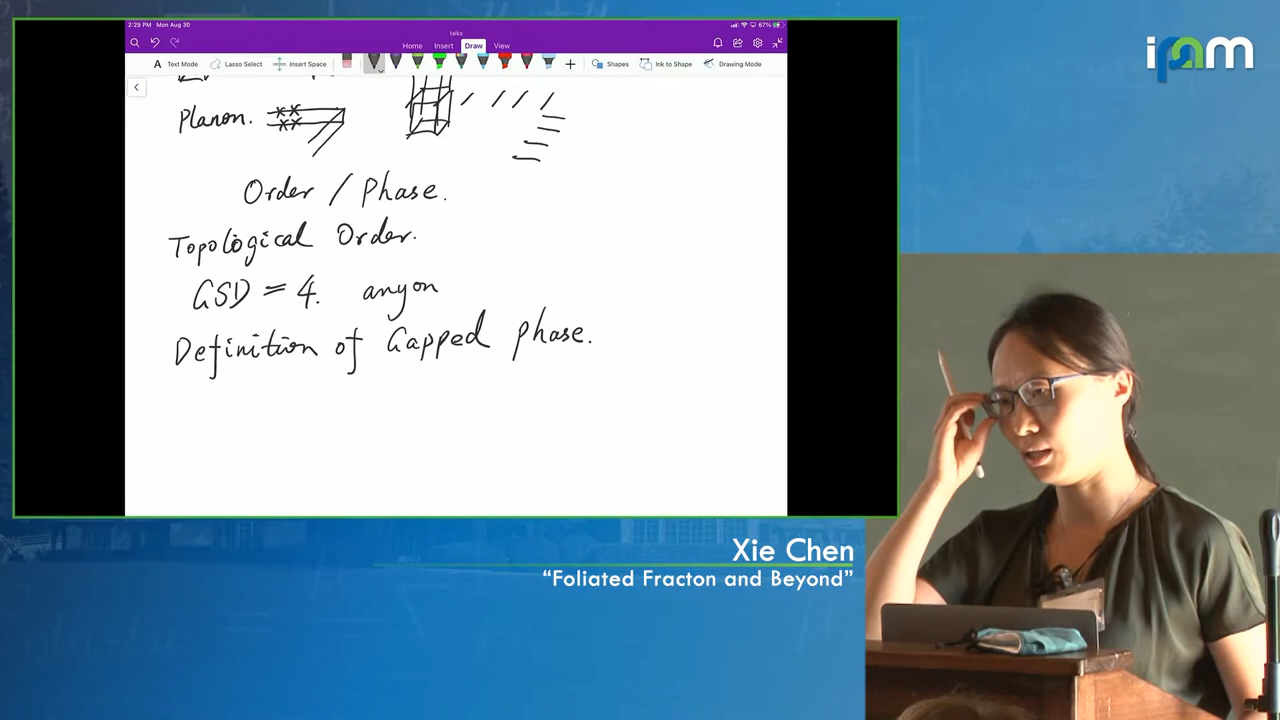 2:29 PM Mon Aug 30
67%
talks
Home Insert Draw View
Text Mode Lasso Select Insert Space Shapes Ink to Shape Drawing Mode
Planon.
Order / Phase.
Topological Order.
GSD = 4. anyon
Definition of Gapped phase.
ipam
Xie Chen
“Foliated Fracton and Beyond”